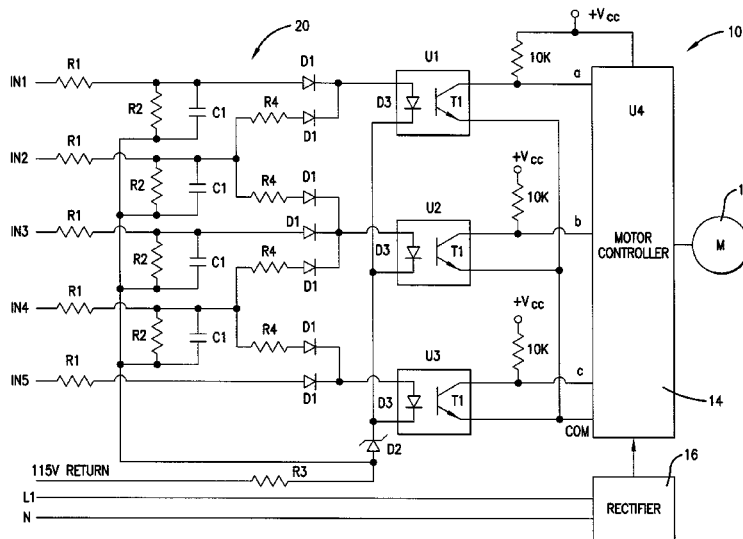 20
+Vcc
10
IN1
R1
D1
U1
10K
a
R2
C1
R4
D1
D3
T1
U4
IN2
R1
+Vcc
R2
C1
R4
D1
U2
10K
b
IN3
R1
D1
D3
T1
MOTOR
CONTROLLER
M
1
R2
C1
R4
D1
+Vcc
IN4
R1
R2
C1
R4
D1
U3
10K
c
IN5
R1
D1
D3
T1
14
COM
D2
16
115V RETURN
R3
L1
RECTIFIER
N